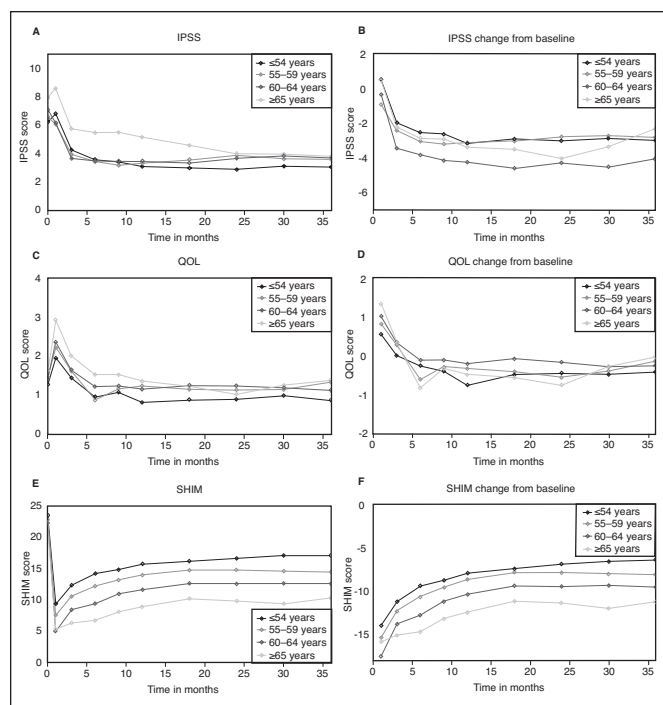 A
IPSS
IPSS score
10
8
6
4
2
0
0 5 10 15 20 25 30 35
Time in months
≤54 years
55–59 years
60–64 years
≥65 years
B
IPSS change from baseline
IPSS score
2
0
-2
-4
-6
0 5 10 15 20 25 30 35
Time in months
≤54 years
55–59 years
60–64 years
≥65 years
C
QOL
QOL score
4
3
2
1
0
0 5 10 15 20 25 30 35
Time in months
≤54 years
55–59 years
60–64 years
≥65 years
D
QOL change from baseline
QOL score
2
1
0
-1
-2
0 5 10 15 20 25 30 35
Time in months
≤54 years
55–59 years
60–64 years
≥65 years
E
SHIM
SHIM score
25
20
15
10
5
0
0 5 10 15 20 25 30 35
Time in months
≤54 years
55–59 years
60–64 years
≥65 years
F
SHIM change from baseline
SHIM score
0
-5
-10
-15
0 5 10 15 20 25 30 35
Time in months
≤54 years
55–59 years
60–64 years
≥65 years